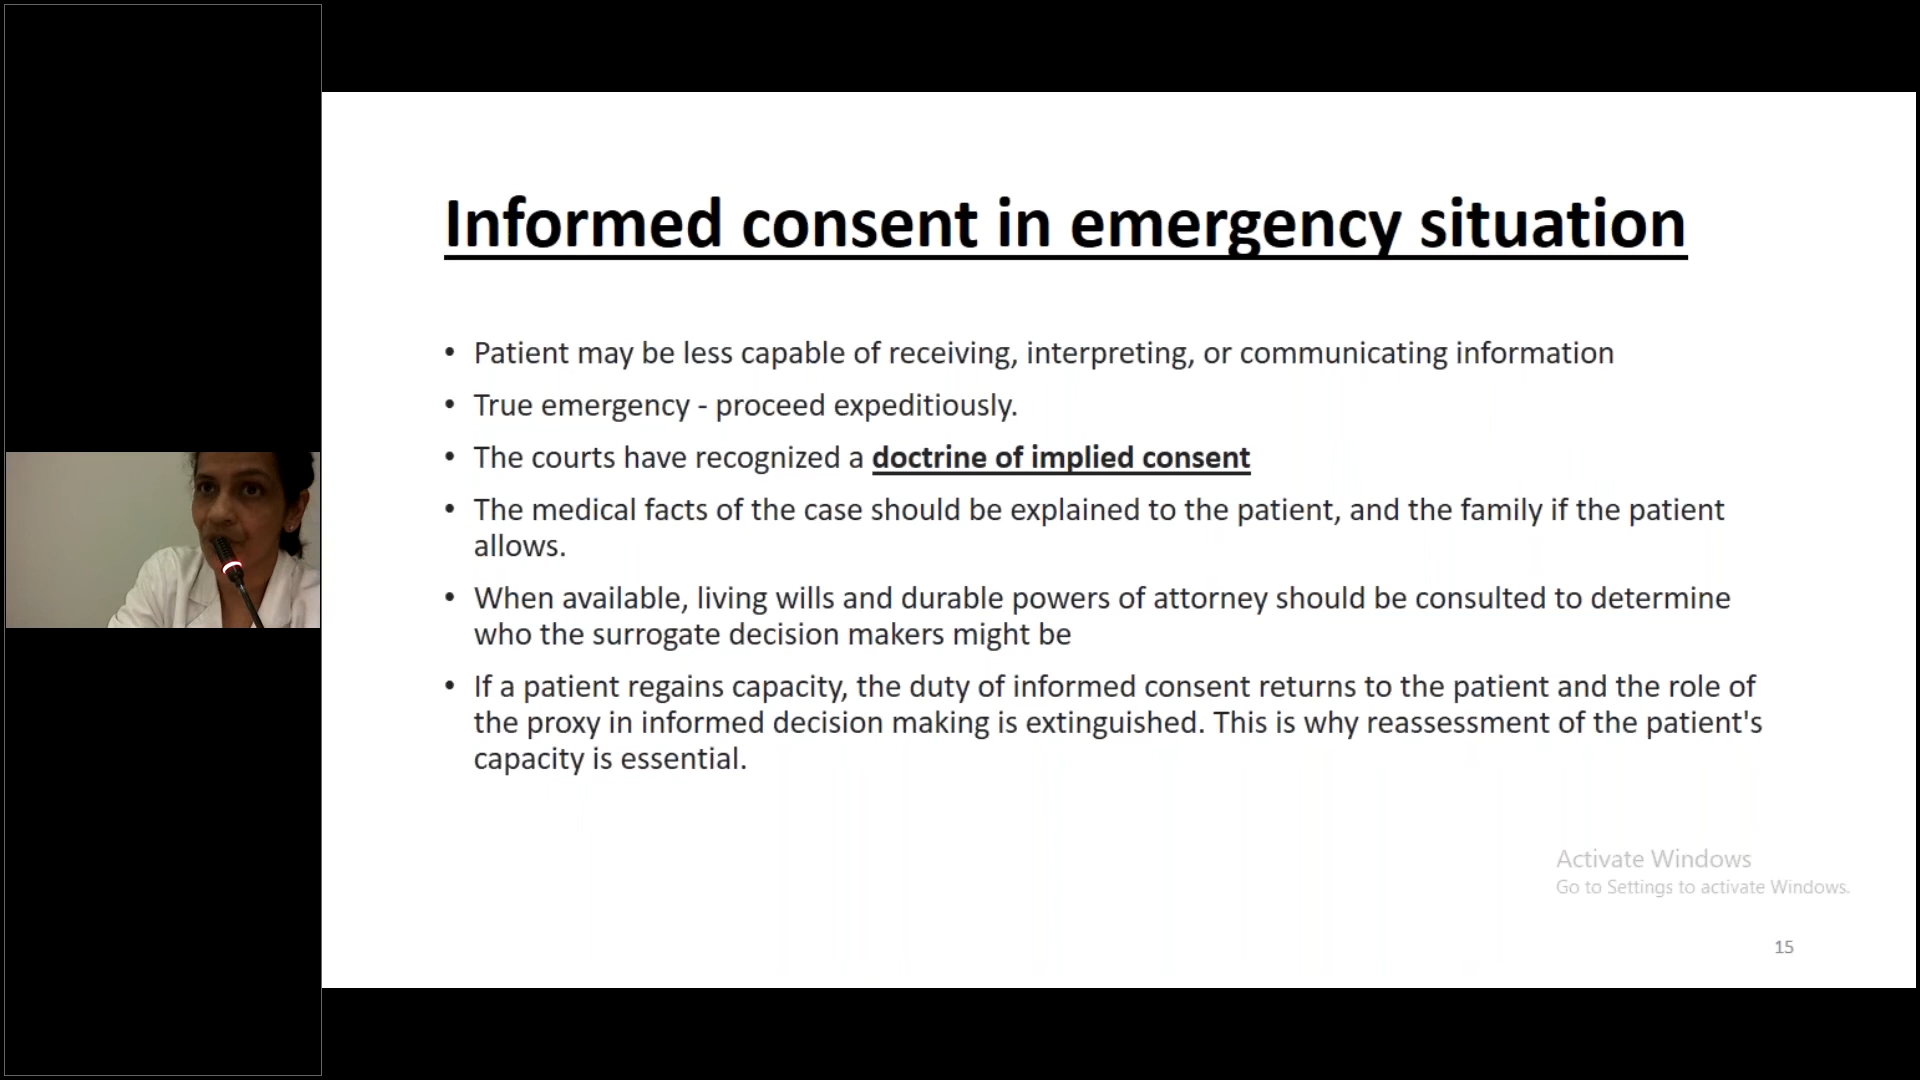 Informed consent in emergency situation
• Patient may be less capable of receiving, interpreting, or communicating information
• True emergency - proceed expeditiously.
• The courts have recognized a doctrine of implied consent
• The medical facts of the case should be explained to the patient, and the family if the patient
allows.
• When available, living wills and durable powers of attorney should be consulted to determine
who the surrogate decision makers might be
• If a patient regains capacity, the duty of informed consent returns to the patient and the role of
the proxy in informed decision making is extinguished. This is why reassessment of the patient's
capacity is essential.
Activate Windows
Go to Settings to activate Windows.
15